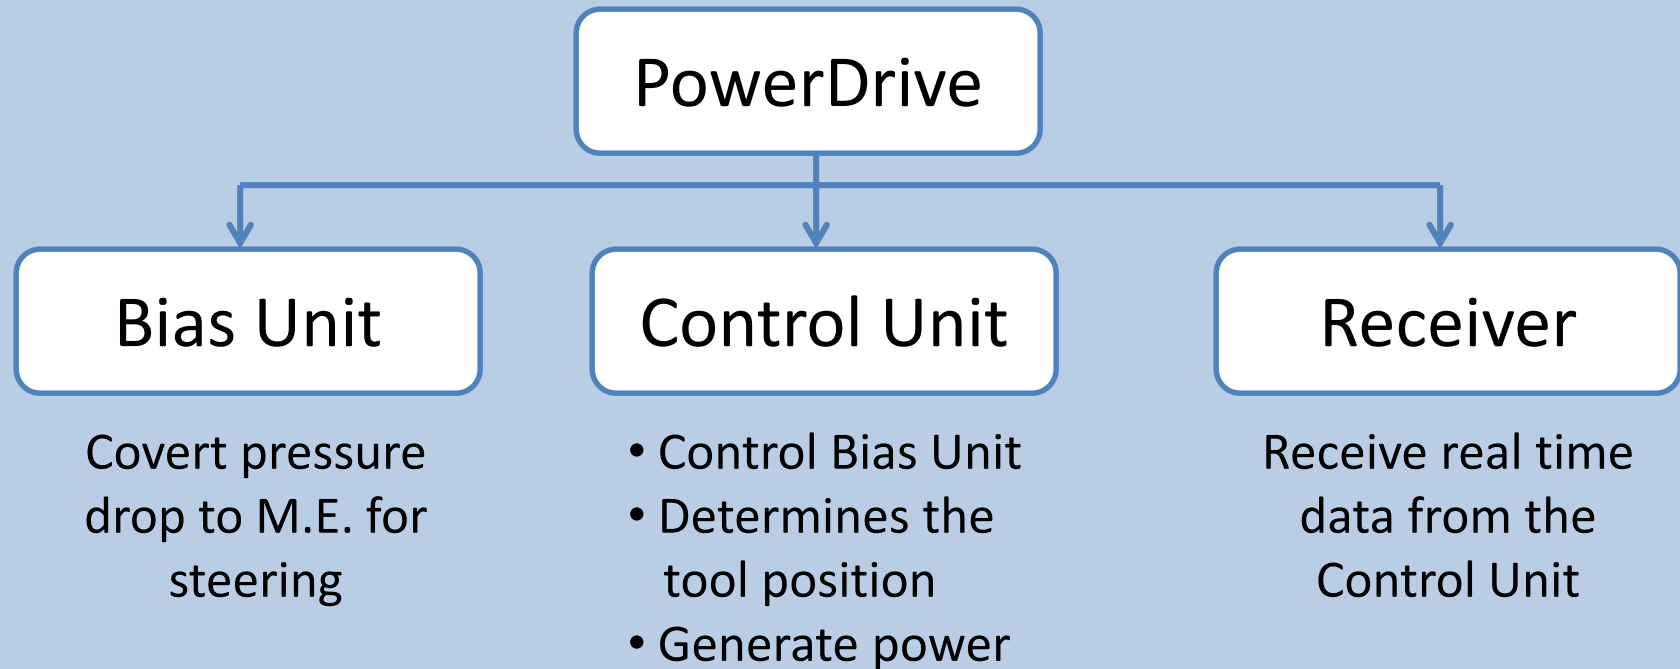 PowerDrive
Bias Unit
Covert pressure
drop to M.E. for
steering
Control Unit
• Control Bias Unit
• Determines the
tool position
• Generate power
Receiver
Receive real time
data from the
Control Unit